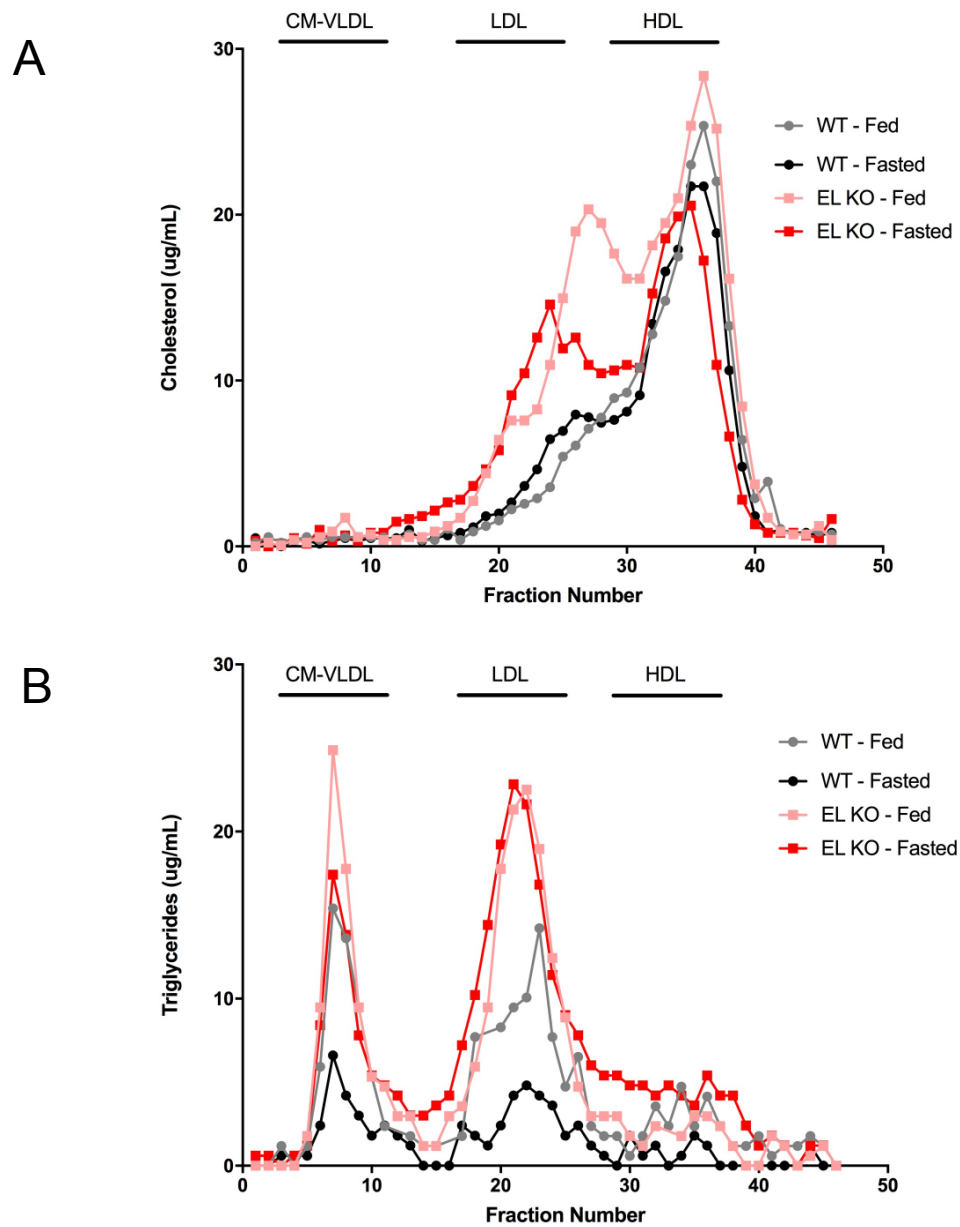 A
CM-VLDL LDL HDL
30
20
10
0
Cholesterol (ug/mL)
WT - Fed
WT - Fasted
EL KO - Fed
EL KO - Fasted
0 10 20 30 40 50
Fraction Number
B
CM-VLDL LDL HDL
30
20
10
0
Triglycerides (ug/mL)
WT - Fed
WT - Fasted
EL KO - Fed
EL KO - Fasted
0 10 20 30 40 50
Fraction Number